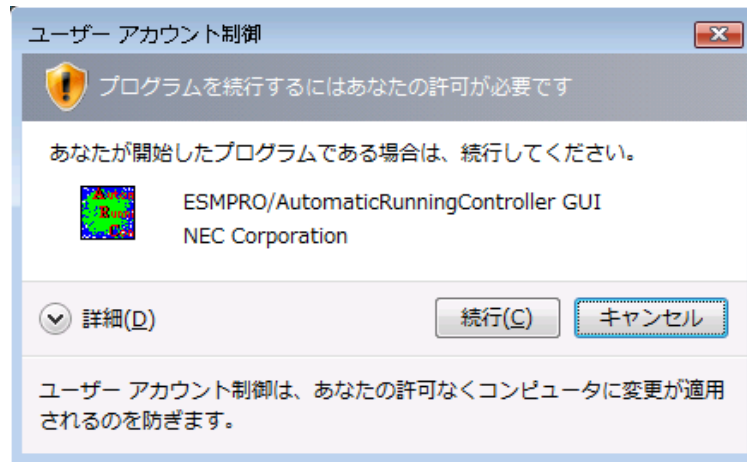 ユーザー アカウント制御
プログラムを続行するにはあなたの許可が必要です
あなたが開始したプログラムである場合は、続行してください。
ESMPRO/AutomaticRunningController GUI
NEC Corporation
詳細(D)
続行(C)
キャンセル
ユーザー アカウント制御は、あなたの許可なくコンピュータに変更が適用
されるのを防ぎます。